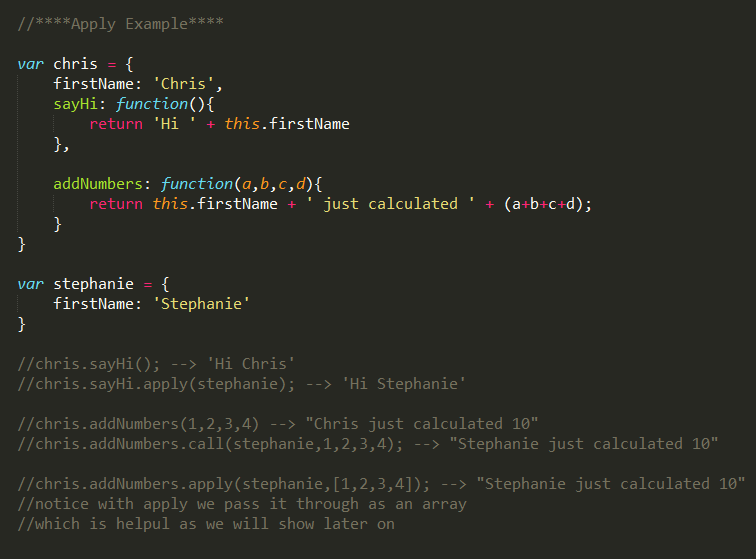 //****Apply Example****
var chris = {
firstName: 'Chris',
sayHi: function(){
return 'Hi ' + this.firstName
},
addNumbers: function(a,b,c,d){
return this.firstName + ' just calculated ' + (a+b+c+d);
}
}
var stephanie = {
firstName: 'Stephanie'
}
//chris.sayHi(); --> 'Hi Chris'
//chris.sayHi.apply(stephanie); --> 'Hi Stephanie'
//chris.addNumbers(1,2,3,4) --> "Chris just calculated 10"
//chris.addNumbers.call(stephanie,1,2,3,4); --> "Stephanie just calculated 10"
//chris.addNumbers.apply(stephanie,[1,2,3,4]); --> "Stephanie just calculated 10"
//notice with apply we pass it through as an array
//which is helpul as we will show later on